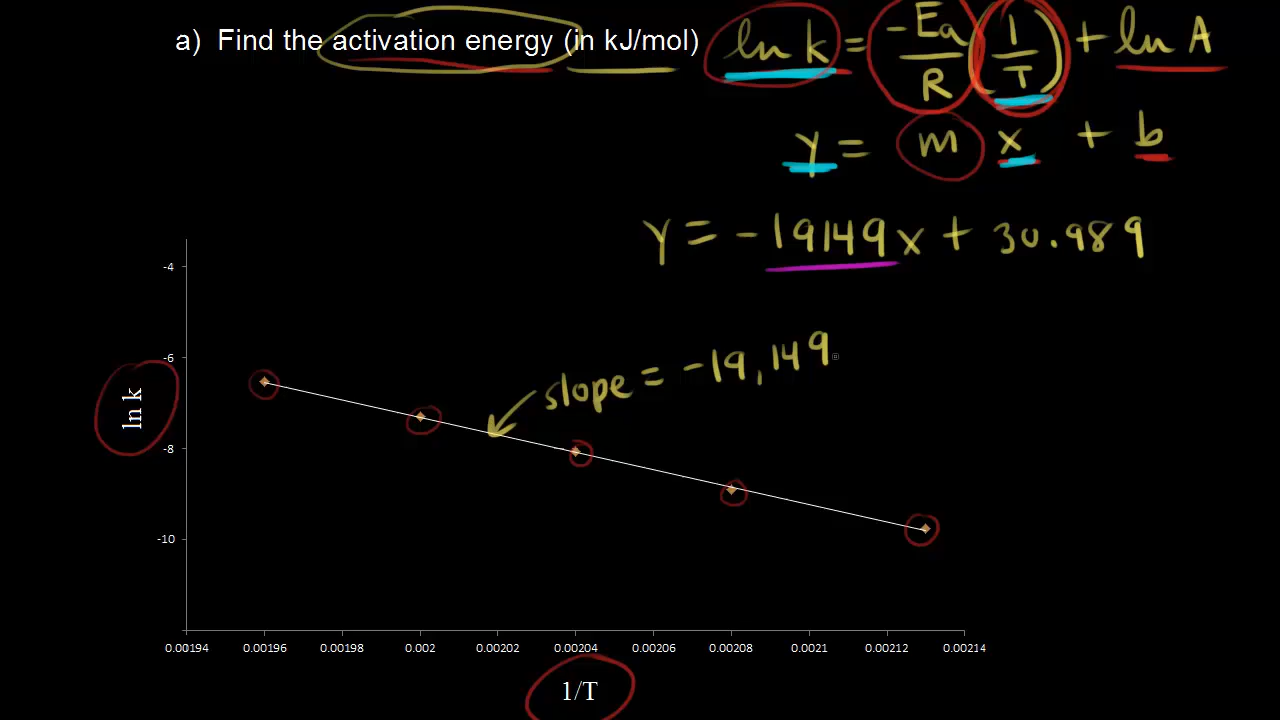 a) Find the activation energy (in kJ/mol) ln k = -Ea/R (1/T) + ln A
y = m x + b
y = -19149x + 30.989
-4
slope = -19,149
-6
ln k
-8
-10
0.00194 0.00196 0.00198 0.002 0.00202 0.00204 0.00206 0.00208 0.0021 0.00212 0.00214
1/T